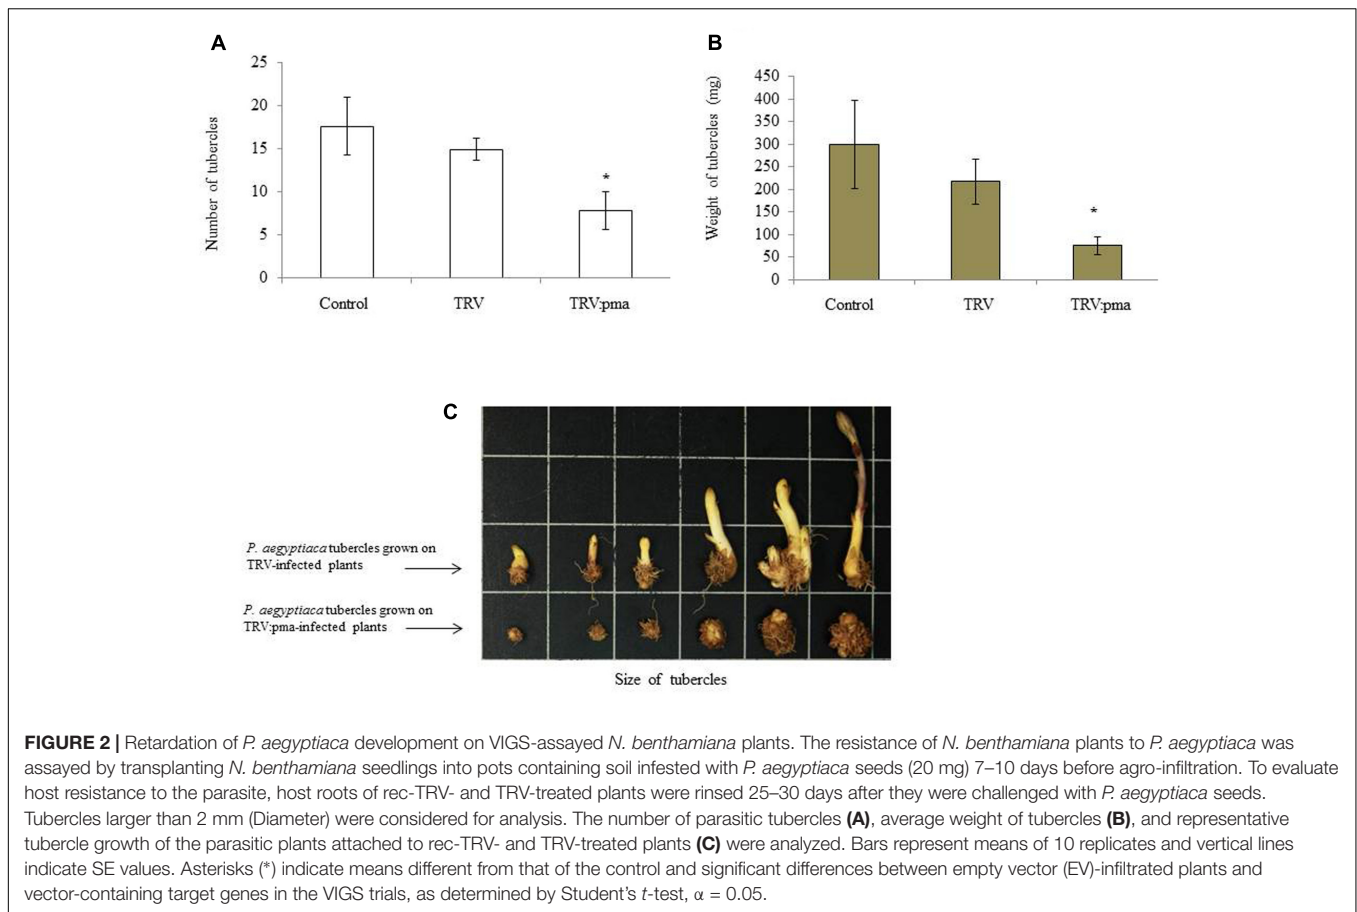 A
25
20
15
10
5
0
Number of tubercles
*
Control
TRV
TRV:pma
B
450
400
350
300
250
200
150
100
50
0
Weight of tubercles (mg)
*
Control
TRV
TRV:pma
C
P. aegyptiaca tubercles grown on
TRV-infected plants
P. aegyptiaca tubercles grown on
TRV:pma-infected plants
Size of tubercles
FIGURE 2 | Retardation of P. aegyptiaca development on VIGS-assayed N. benthamiana plants. The resistance of N. benthamiana plants to P. aegyptiaca was
assayed by transplanting N. benthamiana seedlings into pots containing soil infested with P. aegyptiaca seeds (20 mg) 7–10 days before agro-infiltration. To evaluate
host resistance to the parasite, host roots of rec-TRV- and TRV-treated plants were rinsed 25–30 days after they were challenged with P. aegyptiaca seeds.
Tubercles larger than 2 mm (Diameter) were considered for analysis. The number of parasitic tubercles (A), average weight of tubercles (B), and representative
tubercle growth of the parasitic plants attached to rec-TRV- and TRV-treated plants (C) were analyzed. Bars represent means of 10 replicates and vertical lines
indicate SE values. Asterisks (*) indicate means different from that of the control and significant differences between empty vector (EV)-infiltrated plants and
vector-containing target genes in the VIGS trials, as determined by Student's t-test, α = 0.05.